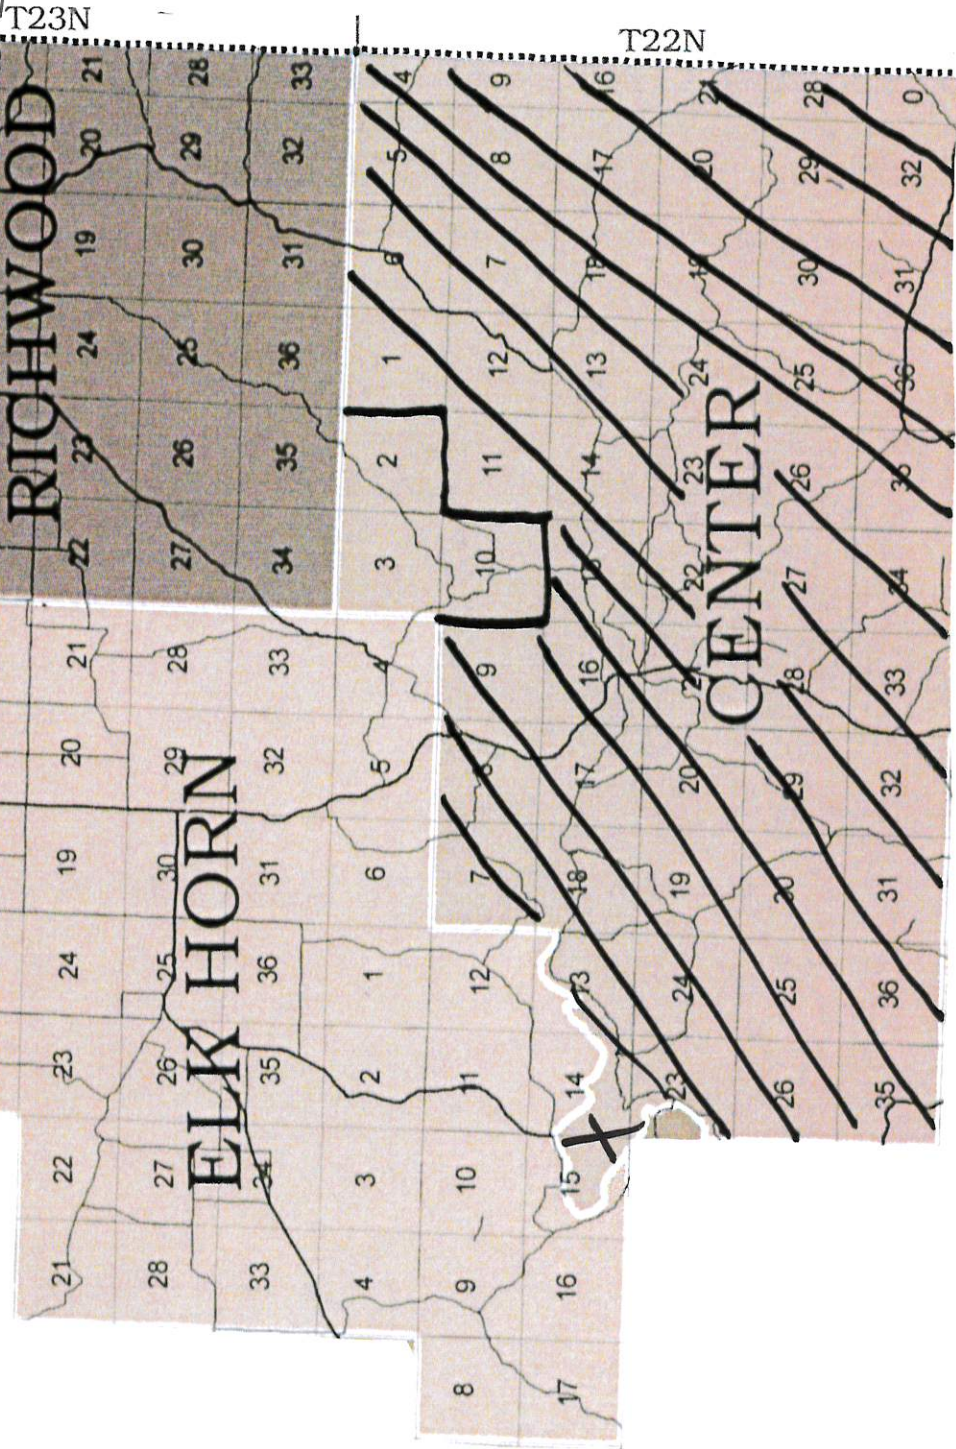 T23N
T22N
RICHWOOD
21 22 23 24 19 20 21 22 23 24 19 20 21
28 27 26 25 30 29 28 27 26 25 30 29 28
ELK HORN
33 34 35 36 31 32 33 34 35 36 31 32 33
4 3 2 1 6 5 4 3 2 1 6 5 4
8 9 10 11 12 7 8 9 10 11 12 7 8 9
17 16 15 14 13 18 17 16 15 14 13 18 17 16
X
23 24 19 20 21 22 23 24 19 20 21
CENTER
26 25 30 29 28 27 26 25 30 29 28
35 36 31 32 33 34 35 36 31 32 0